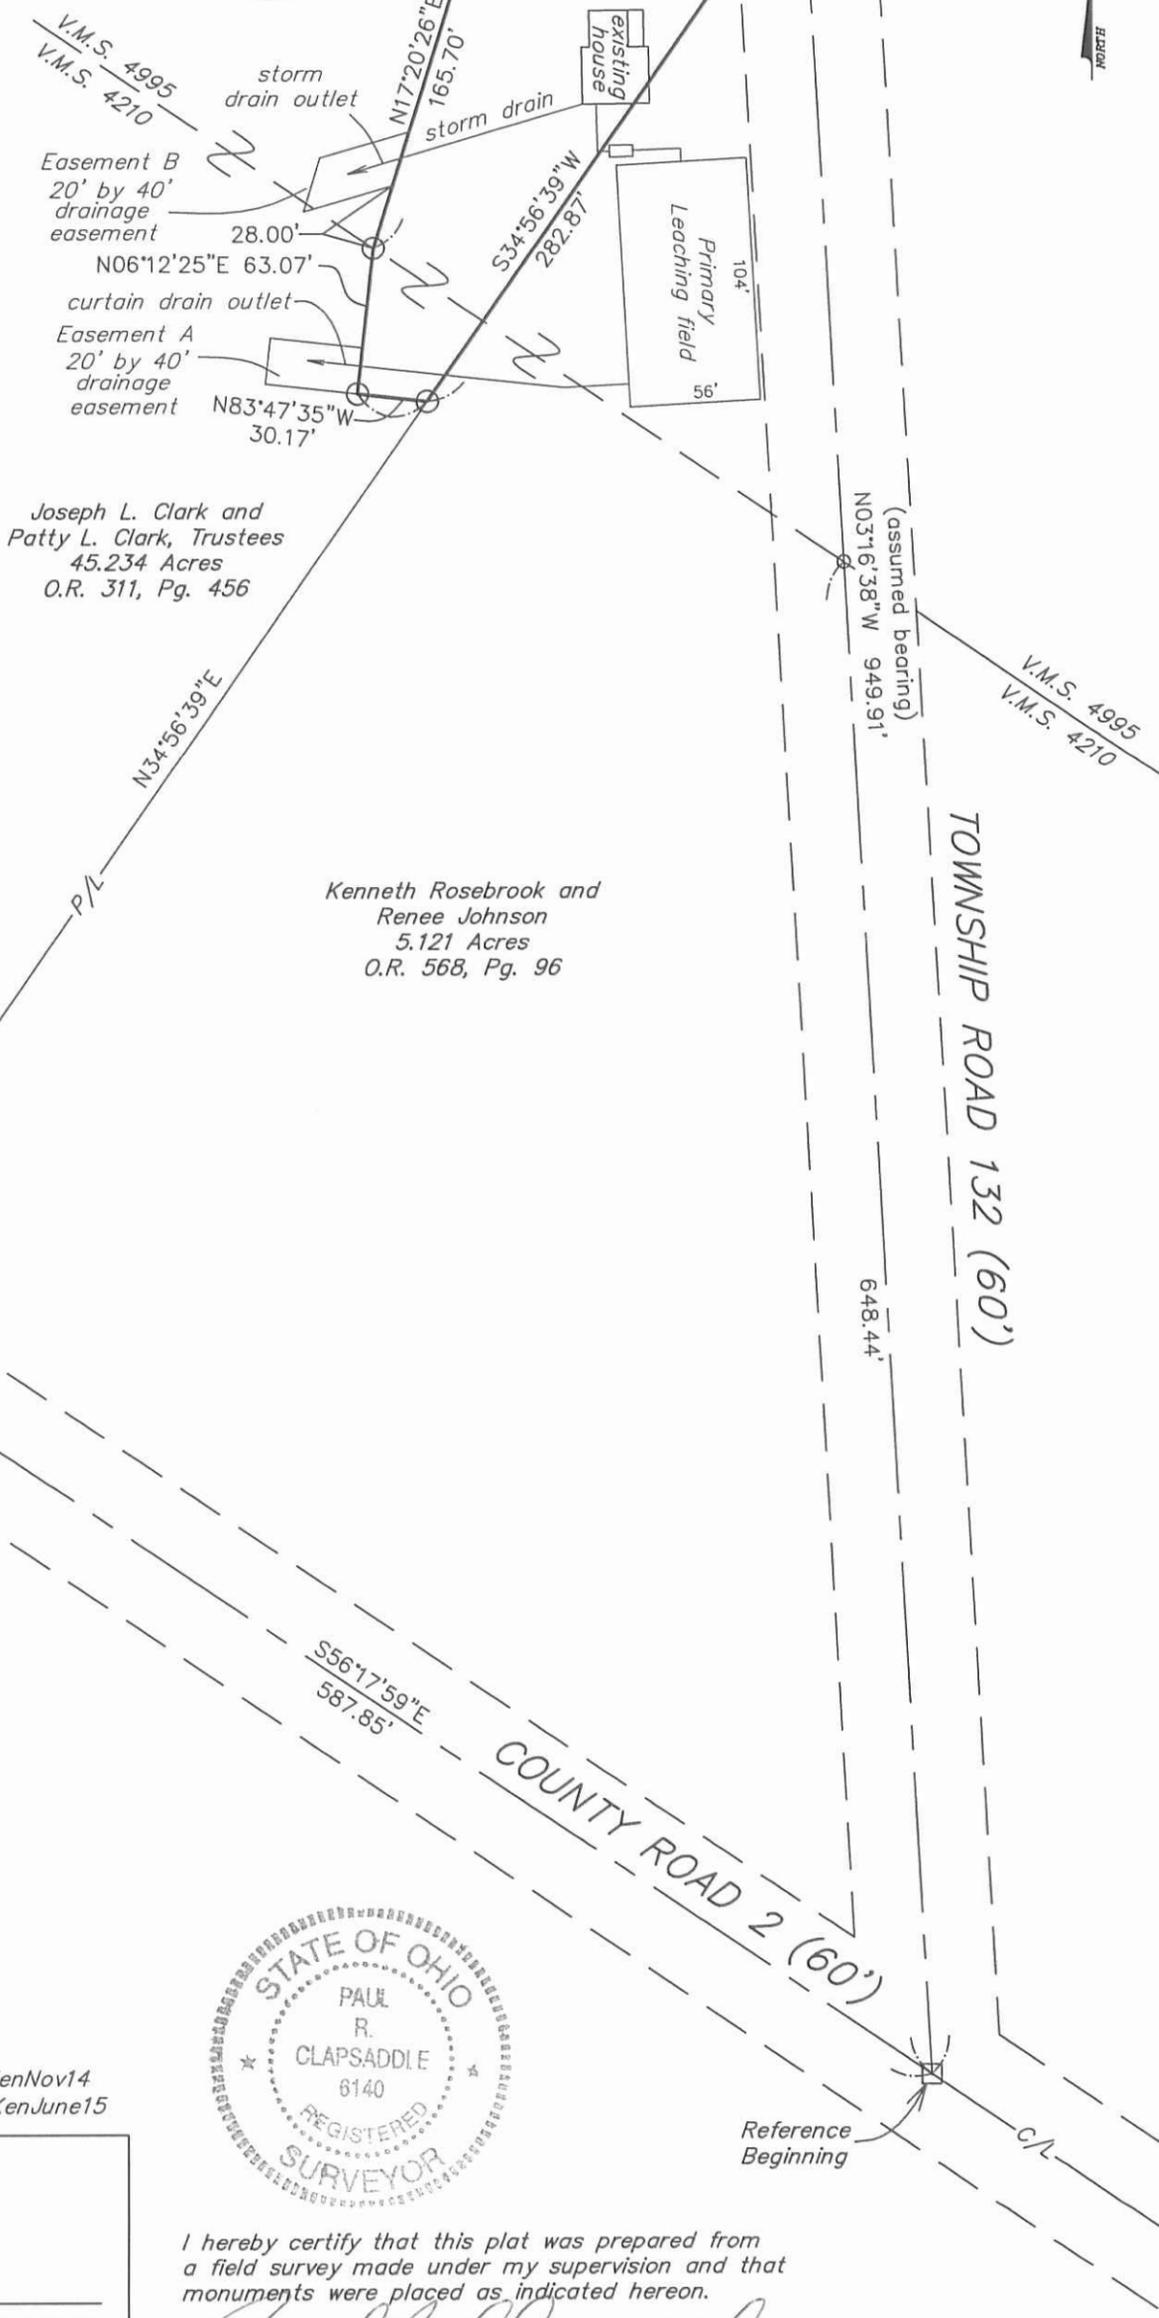 NORTH
V.M.S. 4995
V.M.S. 4210
storm
drain outlet
N17°20'26"E
165.70'
storm drain
existing
house
Easement B
20' by 40'
drainage
easement
28.00'
N06°12'25"E 63.07'
curtain drain outlet
Easement A
20' by 40'
drainage
easement
N83°47'35"W
30.17'
S34°56'39"W
282.87'
Primary
Leaching field
104'
56'
Joseph L. Clark and
Patty L. Clark, Trustees
45.234 Acres
O.R. 311, Pg. 456
(assumed bearing)
N03°16'38"W 949.91'
V.M.S. 4995
V.M.S. 4210
N34°56'39"E
P/L
Kenneth Rosebrook and
Renee Johnson
5.121 Acres
O.R. 568, Pg. 96
TOWNSHIP ROAD 132 (60')
648.44'
S56°17'59"E
587.85'
COUNTY ROAD 2 (60')
STATE OF OHIO
PAUL
R.
CLAPSADDLE
6140
REGISTERED
SURVEYOR
enNov14
KenJune15
Reference
Beginning
C/L
I hereby certify that this plat was prepared from
a field survey made under my supervision and that
monuments were placed as indicated hereon.